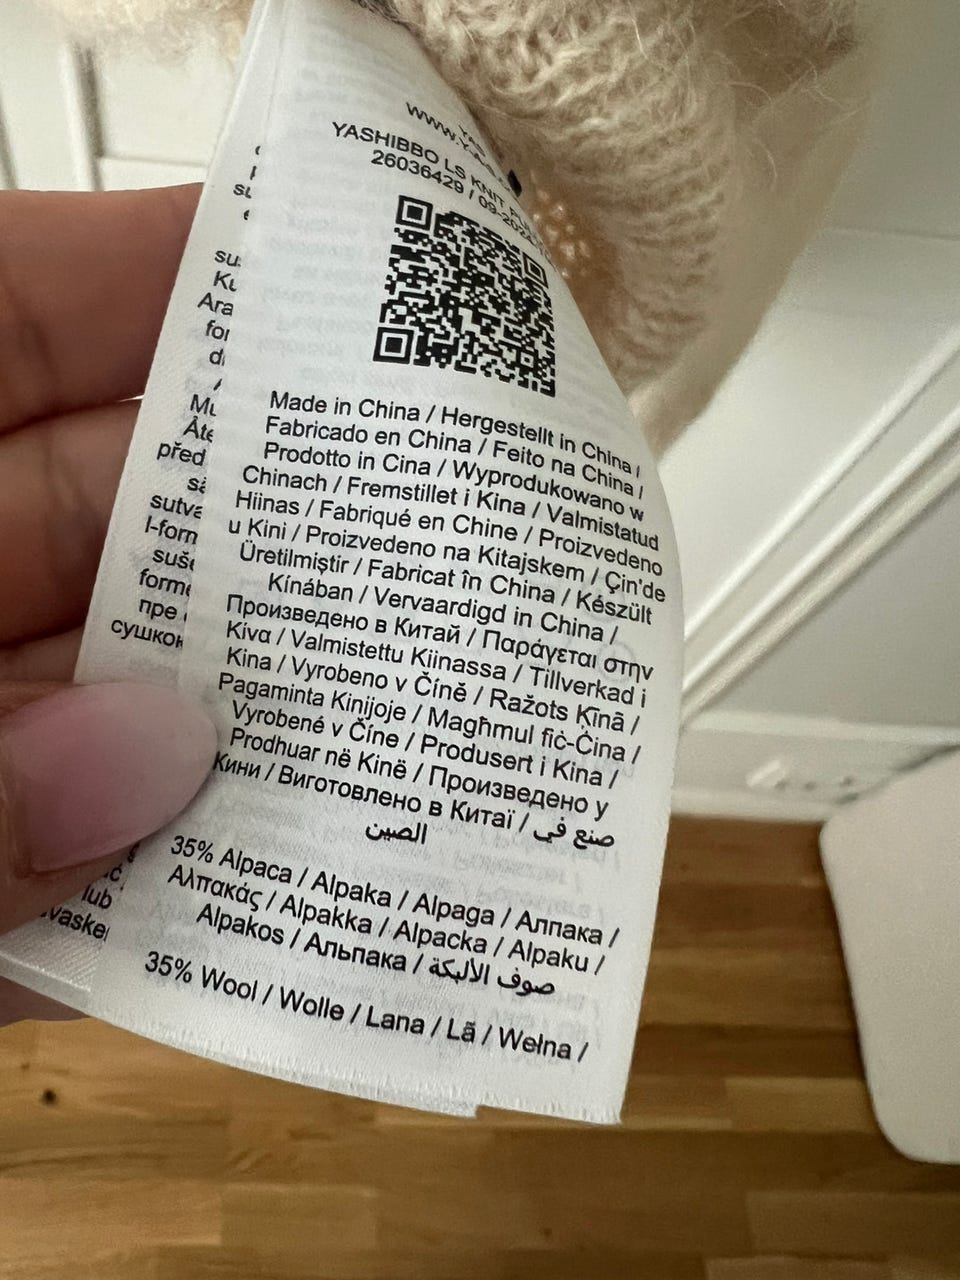 YAS
WWW.Y.A.S.
YASHIBBO LS KNIT
26036429 / 09-2024
Made in China / Hergestellt in China /
Fabricado en China / Feito na China /
Prodotto in Cina / Wyprodukowano w
Chinach / Fremstillet i Kina / Valmistatud
Hiinas / Fabriqué en Chine / Proizvedeno
u Kini / Proizvedeno na Kitajskem / Çin'de
Üretilmiştir / Fabricat în China / Készült
Kínában / Vervaardigd in China /
Произведено в Китай / Παράγεται στην
Κίνα / Valmistettu Kiinassa / Tillverkad i
Kina / Vyrobeno v Číně / Ražots Ķīnā /
Pagaminta Kinijoje / Magħmul fiċ-Ċina /
Vyrobené v Číne / Produsert i Kina /
Prodhuar në Kinë / Произведено у
Кини / Виготовлено в Китаї / صنع في
الصين
35% Alpaca / Alpaka / Alpaga / Алпака /
Αλπακάς / Alpakka / Alpacka / Alpaku /
Alpakos / Альпака / صوف الألبكة
35% Wool / Wolle / Lana / Lã / Wełna /